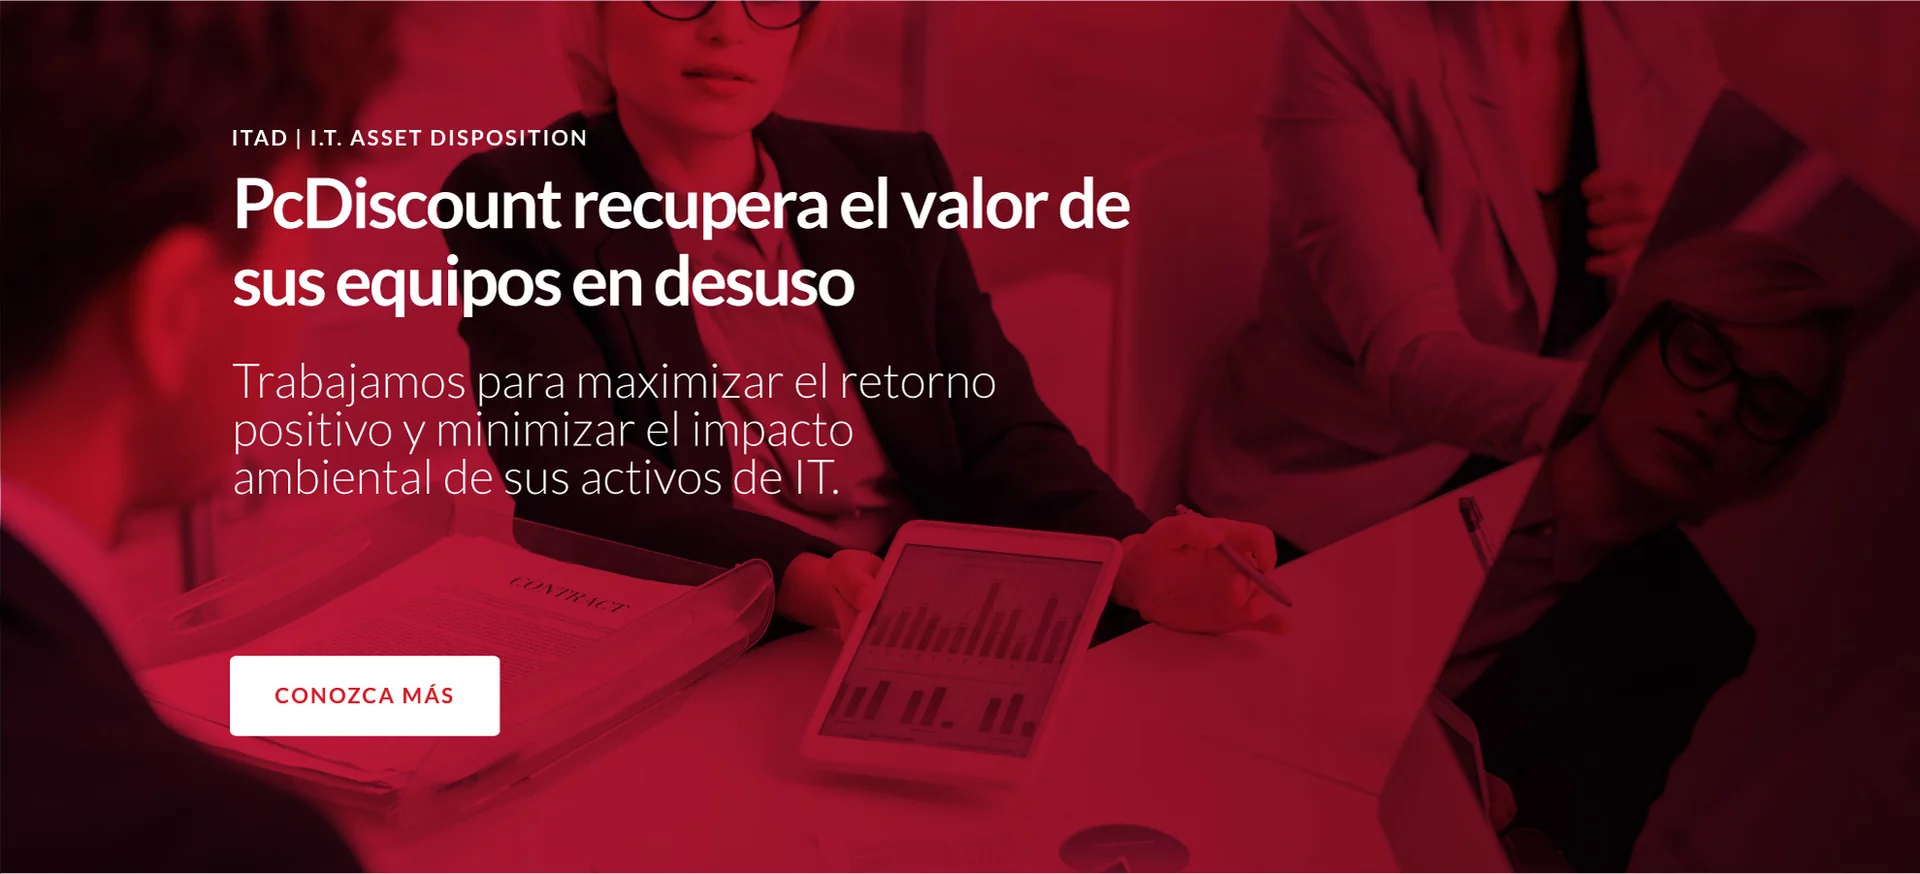 ITAD | I.T. ASSET DISPOSITION
PcDiscount recupera el valor de
sus equipos en desuso
Trabajamos para maximizar el retorno
positivo y minimizar el impacto
ambiental de sus activos de IT.
CONTRACT
CONOZCA MÁS